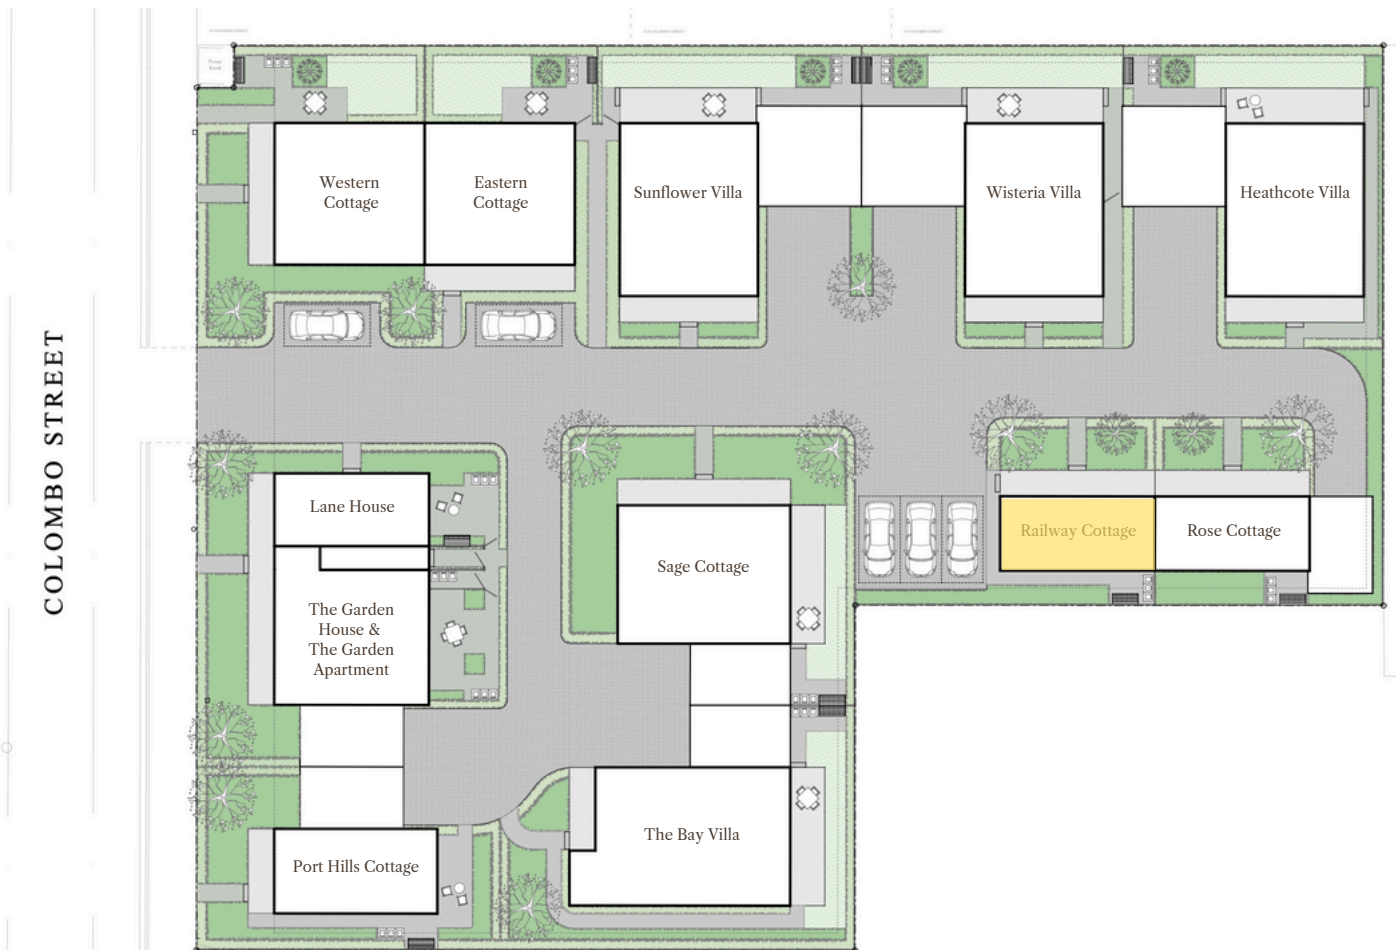 Western
Cottage
Eastern
Cottage
Sunflower Villa
Wisteria Villa
Heathcote Villa
COLOMBO STREET
Lane House
Railway Cottage
Rose Cottage
Sage Cottage
The Garden
House &
The Garden
Apartment
The Bay Villa
Port Hills Cottage